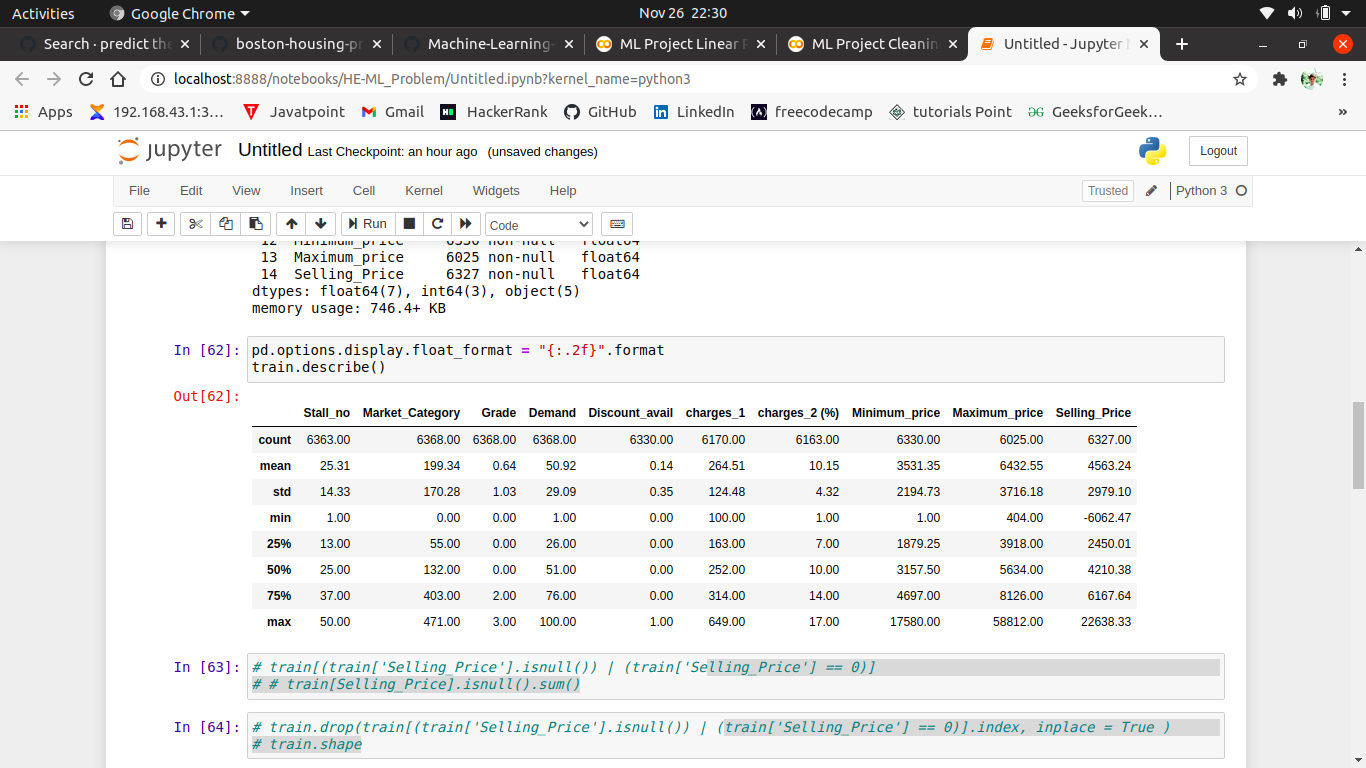 Activities Google Chrome Nov 26 22:30
Search · predict the boston-housing-pr Machine-Learning- ML Project Linear P ML Project Cleanin Untitled - Jupyter N
localhost:8888/notebooks/HE-ML_Problem/Untitled.ipynb?kernel_name=python3
Apps 192.168.43.1:3… Javatpoint Gmail HackerRank GitHub LinkedIn freecodecamp tutorials Point GeeksforGeek… »
jupyter Untitled Last Checkpoint: an hour ago (unsaved changes) Logout
File Edit View Insert Cell Kernel Widgets Help Trusted Python 3
Run Code
12 Minimum_price 6330 non-null float64
13 Maximum_price 6025 non-null float64
14 Selling_Price 6327 non-null float64
dtypes: float64(7), int64(3), object(5)
memory usage: 746.4+ KB
In [62]: pd.options.display.float_format = "{:.2f}".format
train.describe()
Out[62]:
Stall_no Market_Category Grade Demand Discount_avail charges_1 charges_2 (%) Minimum_price Maximum_price Selling_Price
count 6363.00 6368.00 6368.00 6368.00 6330.00 6170.00 6163.00 6330.00 6025.00 6327.00
mean 25.31 199.34 0.64 50.92 0.14 264.51 10.15 3531.35 6432.55 4563.24
std 14.33 170.28 1.03 29.09 0.35 124.48 4.32 2194.73 3716.18 2979.10
min 1.00 0.00 0.00 1.00 0.00 100.00 1.00 1.00 404.00 -6062.47
25% 13.00 55.00 0.00 26.00 0.00 163.00 7.00 1879.25 3918.00 2450.01
50% 25.00 132.00 0.00 51.00 0.00 252.00 10.00 3157.50 5634.00 4210.38
75% 37.00 403.00 2.00 76.00 0.00 314.00 14.00 4697.00 8126.00 6167.64
max 50.00 471.00 3.00 100.00 1.00 649.00 17.00 17580.00 58812.00 22638.33
In [63]: # train[(train['Selling_Price'].isnull()) | (train['Selling_Price'] == 0)]
# # train[Selling_Price].isnull().sum()
In [64]: # train.drop(train[(train['Selling_Price'].isnull()) | (train['Selling_Price'] == 0)].index, inplace = True )
# train.shape